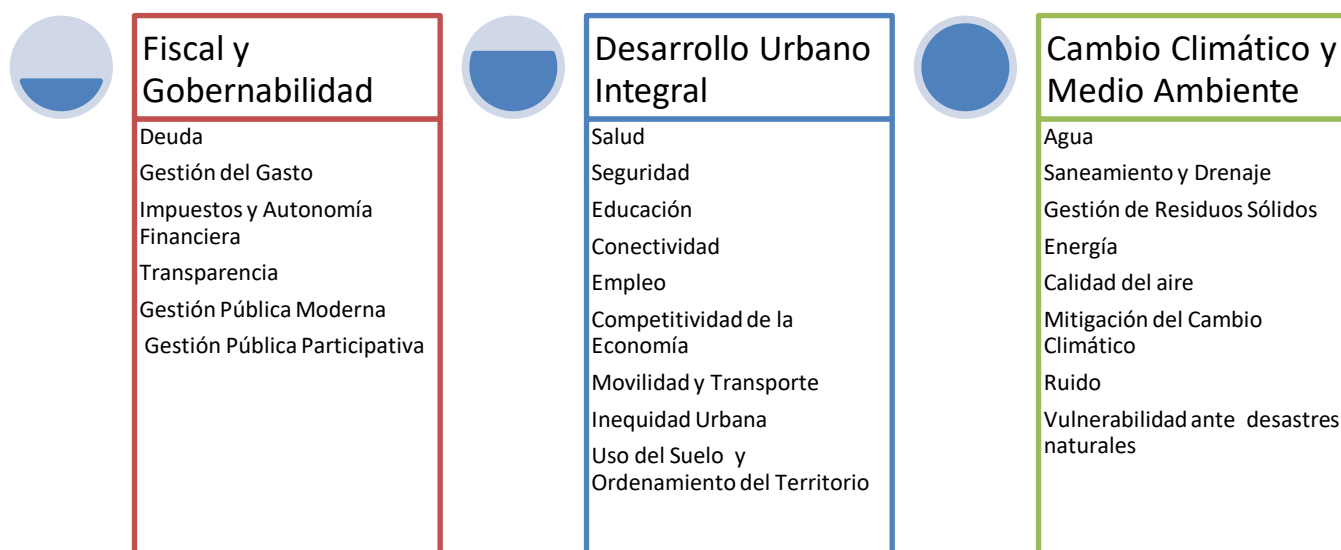 Fiscal y
Gobernabilidad
Deuda
Gestión del Gasto
Impuestos y Autonomía
Financiera
Transparencia
Gestión Pública Moderna
Gestión Pública Participativa
Desarrollo Urbano
Integral
Salud
Seguridad
Educación
Conectividad
Empleo
Competitividad de la
Economía
Movilidad y Transporte
Inequidad Urbana
Uso del Suelo y
Ordenamiento del Territorio
Cambio Climático y
Medio Ambiente
Agua
Saneamiento y Drenaje
Gestión de Residuos Sólidos
Energía
Calidad del aire
Mitigación del Cambio
Climático
Ruido
Vulnerabilidad ante desastres
naturales